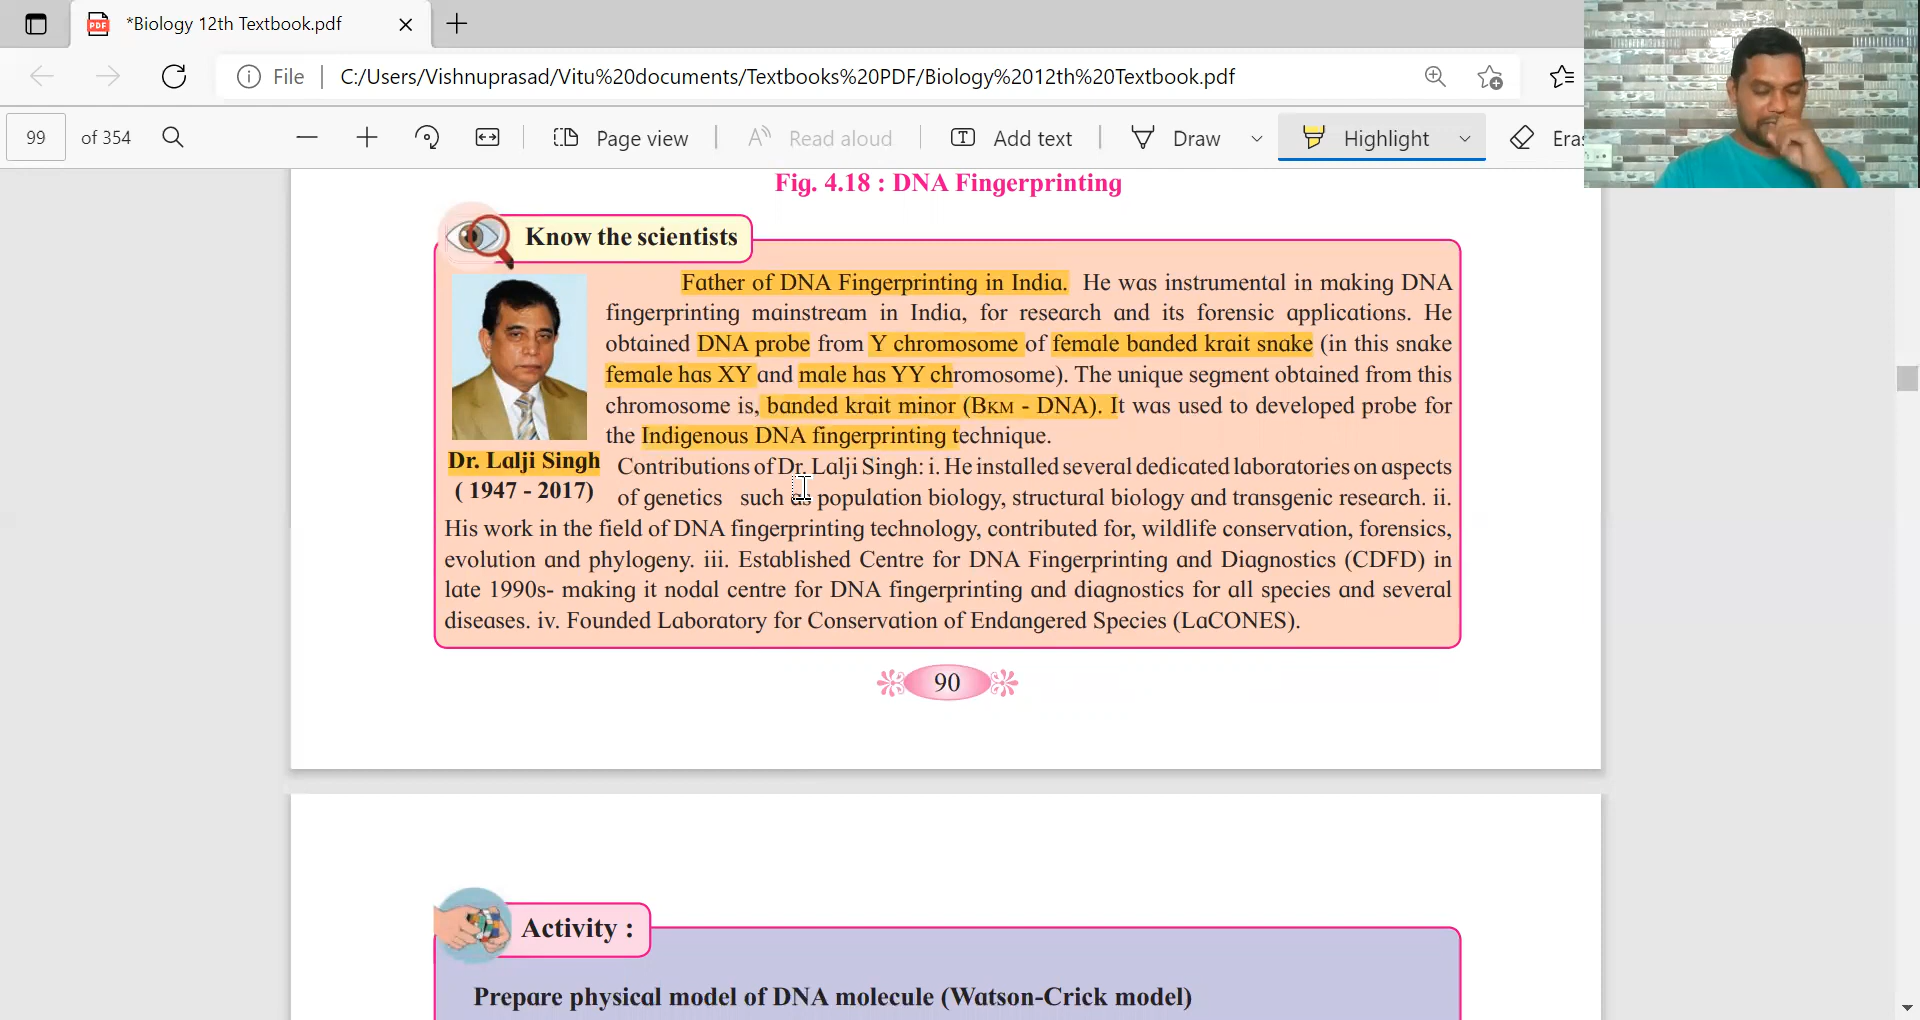 *Biology 12th Textbook.pdf
PDF
File
C:/Users/Vishnuprasad/Vitu%20documents/Textbooks%20PDF/Biology%2012th%20Textbook.pdf
99 of 354
Page view
Read aloud
Add text
Draw
Highlight
Eras
Fig. 4.18 : DNA Fingerprinting
Know the scientists
Father of DNA Fingerprinting in India. He was instrumental in making DNA
fingerprinting mainstream in India, for research and its forensic applications. He
obtained DNA probe from Y chromosome of female banded krait snake (in this snake
female has XY and male has YY chromosome). The unique segment obtained from this
chromosome is, banded krait minor (BKM - DNA). It was used to developed probe for
the Indigenous DNA fingerprinting technique.
Dr. Lalji Singh
( 1947 - 2017)
Contributions of Dr. Lalji Singh: i. He installed several dedicated laboratories on aspects
of genetics such as population biology, structural biology and transgenic research. ii.
His work in the field of DNA fingerprinting technology, contributed for, wildlife conservation, forensics,
evolution and phylogeny. iii. Established Centre for DNA Fingerprinting and Diagnostics (CDFD) in
late 1990s- making it nodal centre for DNA fingerprinting and diagnostics for all species and several
diseases. iv. Founded Laboratory for Conservation of Endangered Species (LaCONES).
90
Activity :
Prepare physical model of DNA molecule (Watson-Crick model)